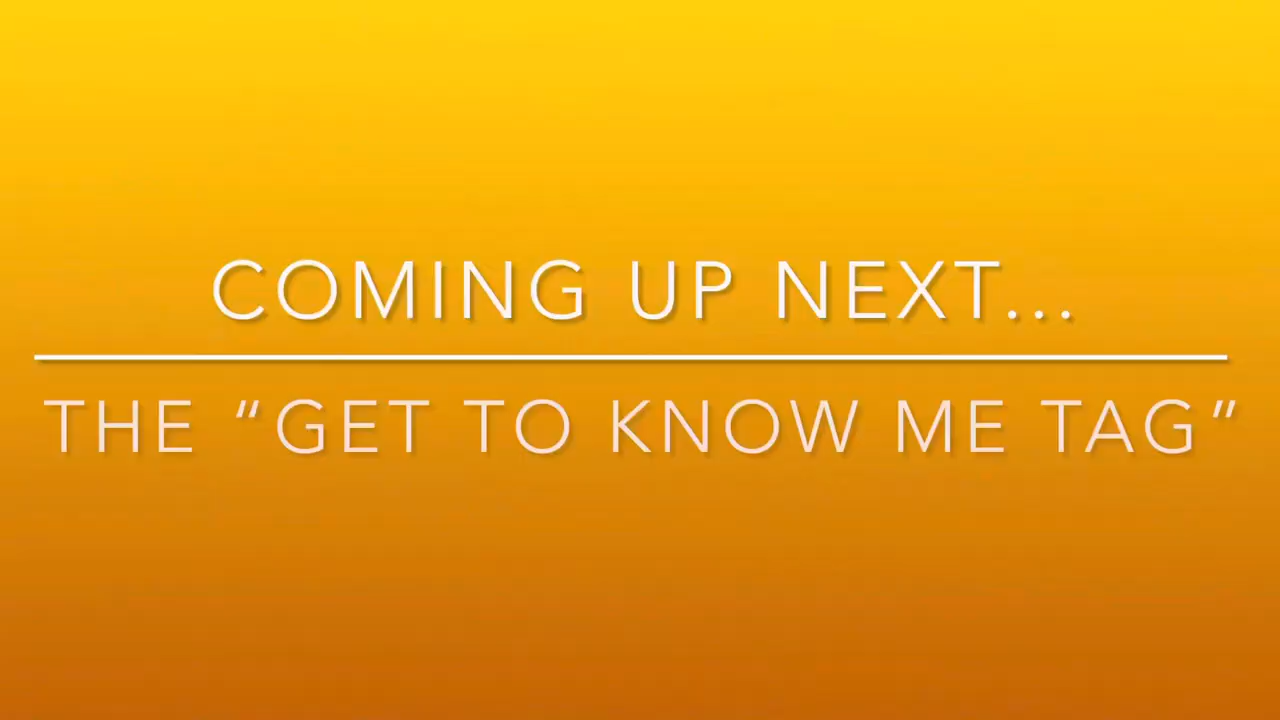 COMING UP NEXT...
THE “GET TO KNOW ME TAG”